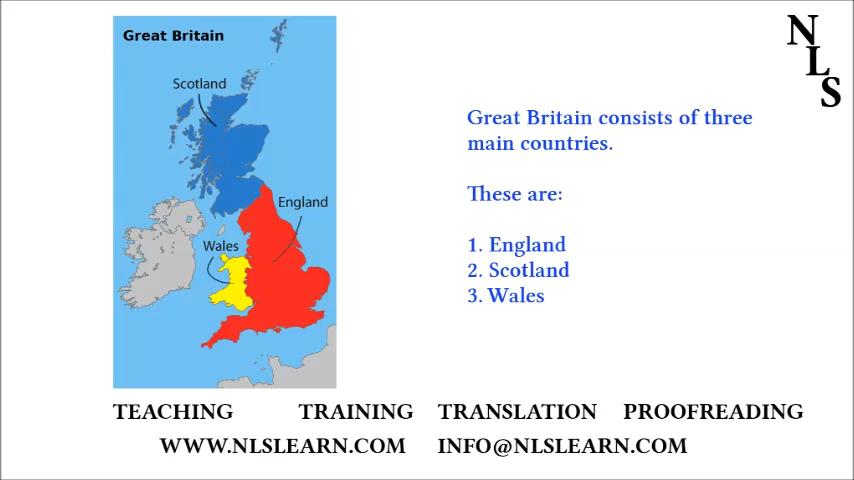 Great Britain
Scotland
England
Wales
N
L
S
Great Britain consists of three
main countries.
These are:
1. England
2. Scotland
3. Wales
TEACHING TRAINING TRANSLATION PROOFREADING
WWW.NLSLEARN.COM INFO@NLSLEARN.COM